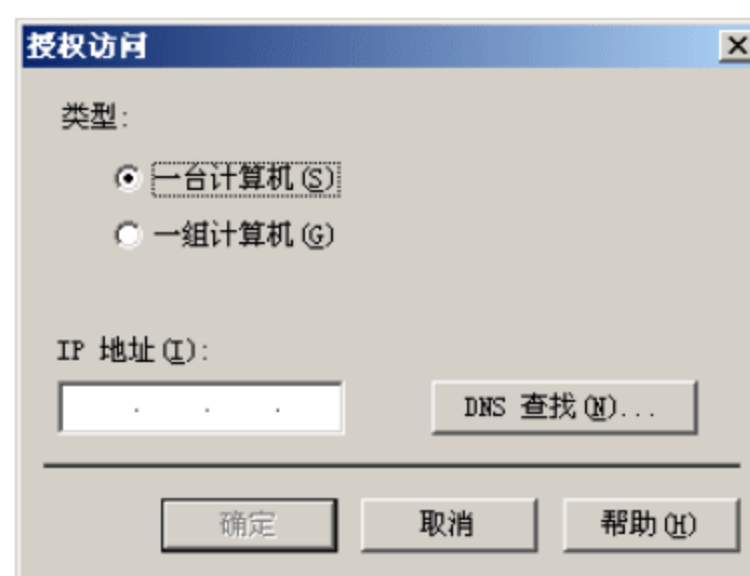 授权访问
类型:
一台计算机(S)
一组计算机(G)
IP 地址(I):
DNS 查找(N)...
确定 取消 帮助(H)